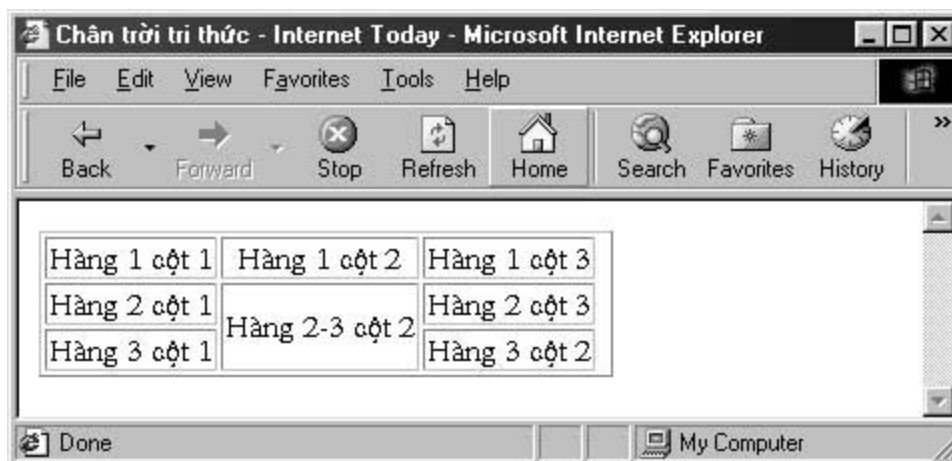 Chân trời tri thức - Internet Today - Microsoft Internet Explorer
File Edit View Favorites Tools Help
Back Forward Stop Refresh Home Search Favorites History »
Hàng 1 cột 1 Hàng 1 cột 2 Hàng 1 cột 3
Hàng 2 cột 1 Hàng 2-3 cột 2 Hàng 2 cột 3
Hàng 3 cột 1 Hàng 3 cột 2
Done My Computer